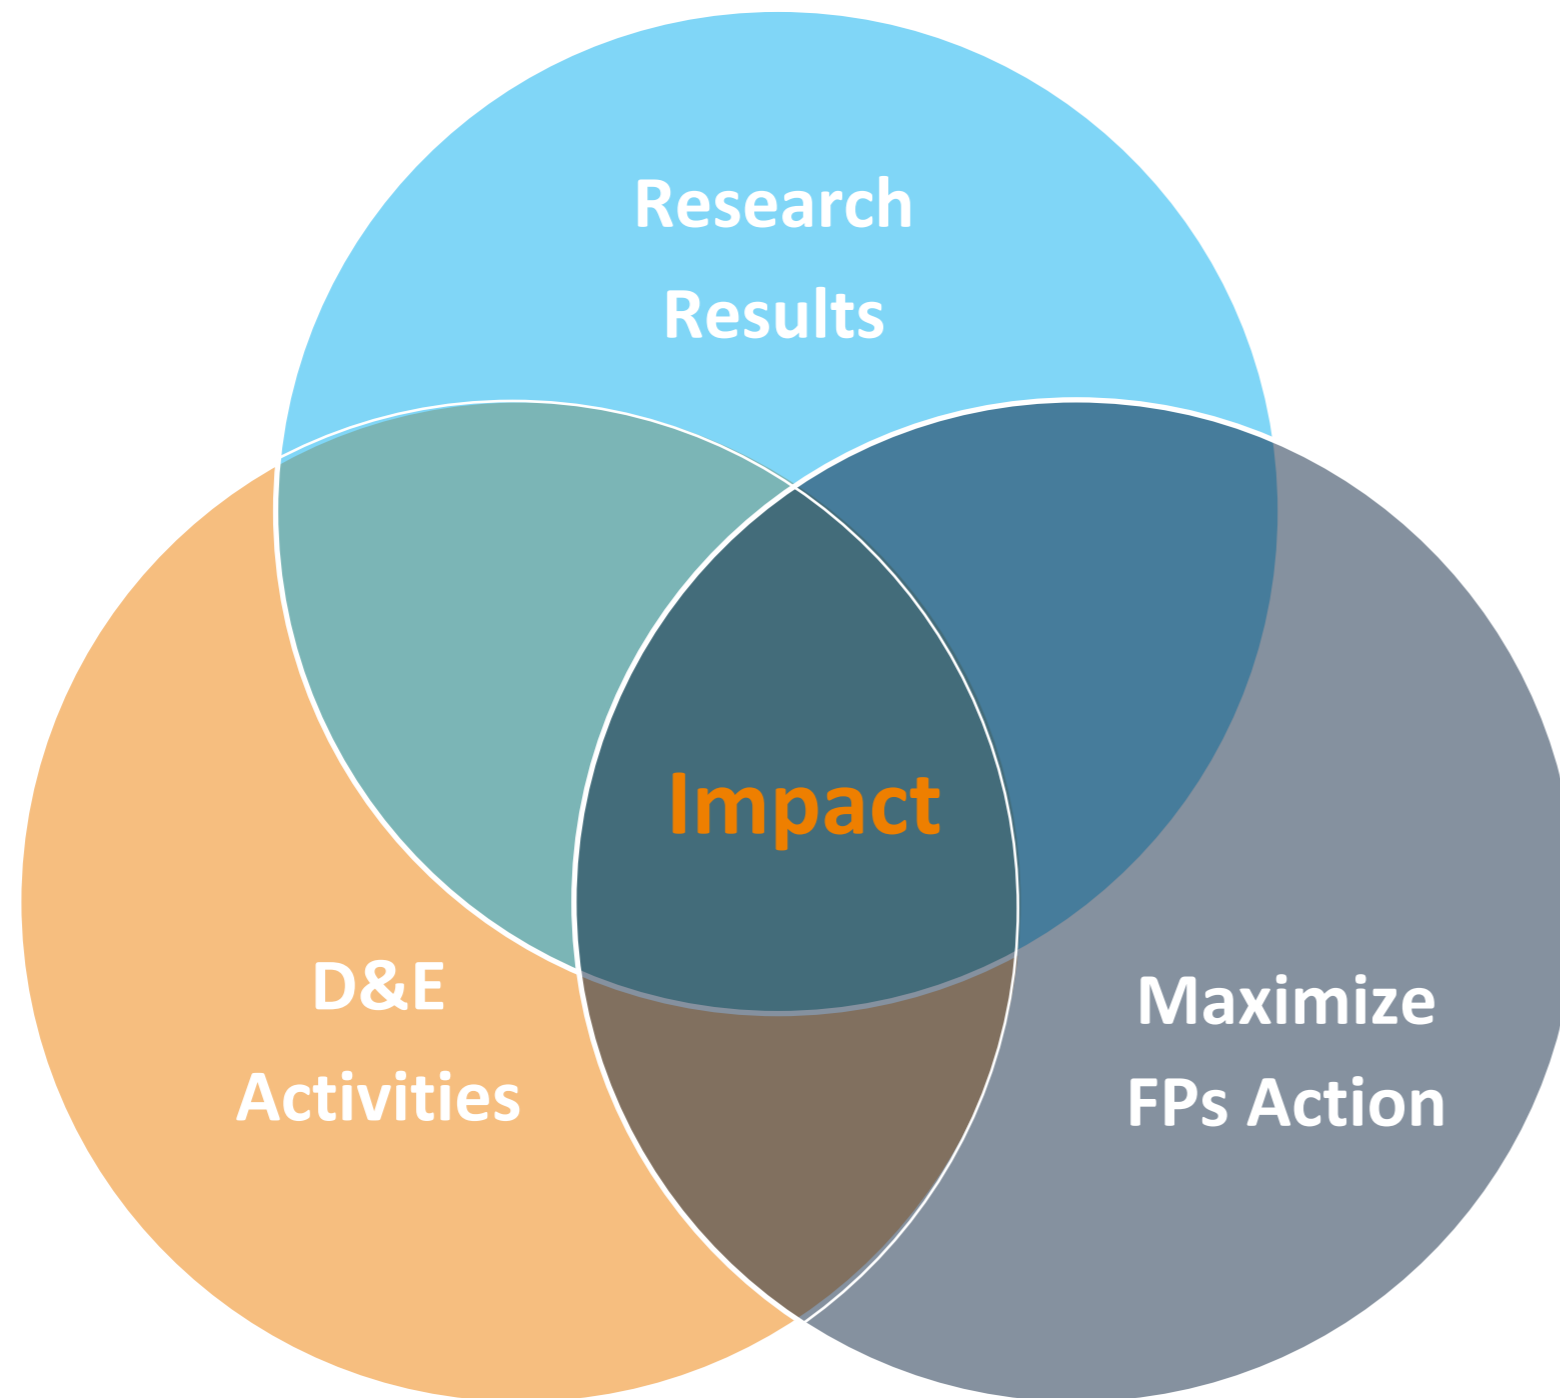 Research
Results
Impact
D&E
Activities
Maximize
FPs Action